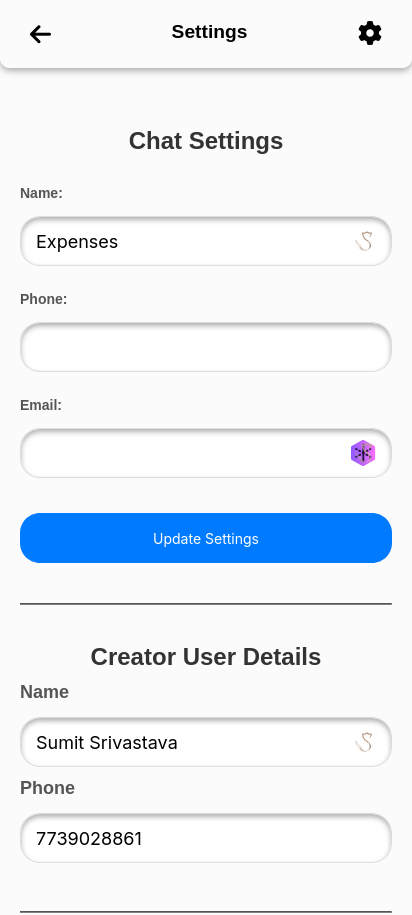 Settings
Chat Settings
Name:
Expenses
Phone:
Email:
Update Settings
Creator User Details
Name
Sumit Srivastava
Phone
7739028861